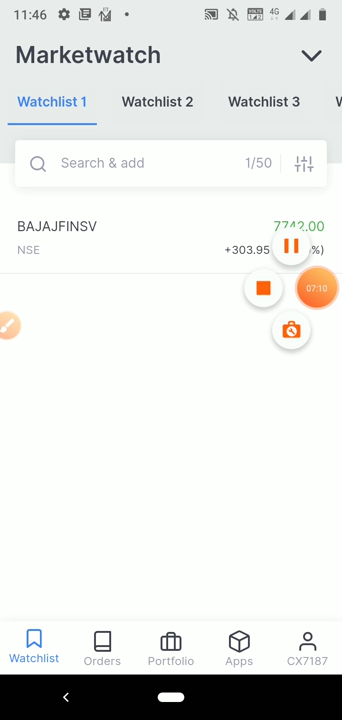 11:46
4G
Marketwatch
Watchlist 1 Watchlist 2 Watchlist 3 W
Search & add 1/50
BAJAJFINSV 7742.00
NSE +303.95 %)
07:10
Watchlist Orders Portfolio Apps CX7187